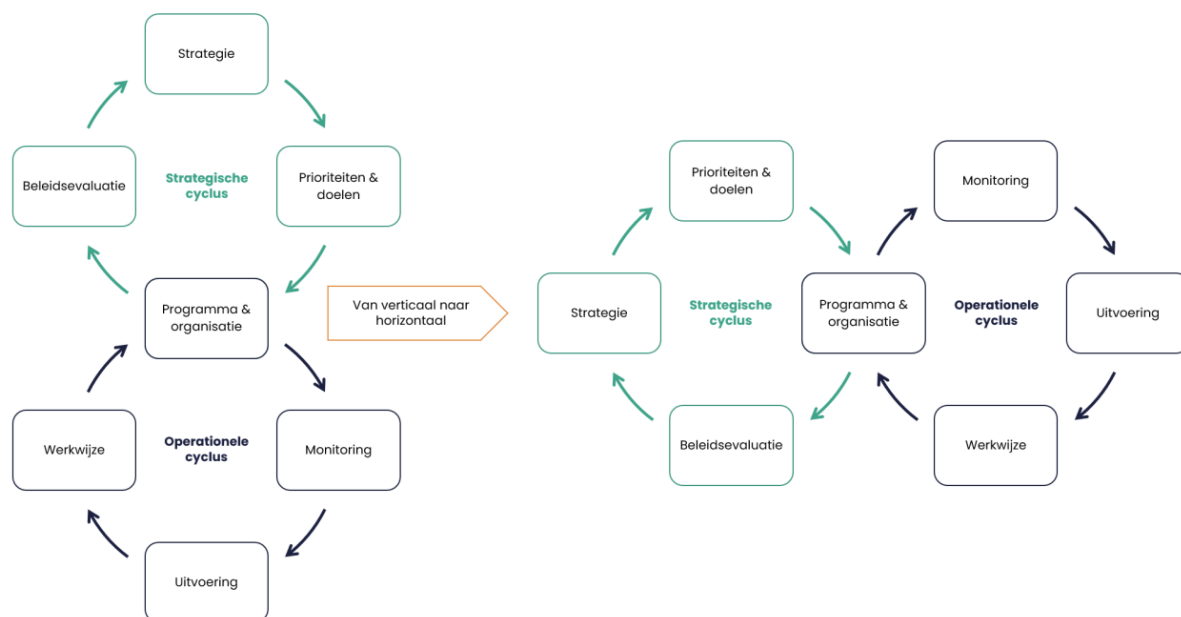 Strategie
Beleidsevaluatie
Strategische
cyclus
Prioriteiten &
doelen
Programma &
organisatie
Werkwijze
Operationele
cyclus
Monitoring
Uitvoering
Van verticaal naar
horizontaal
Prioriteiten &
doelen
Monitoring
Strategie
Strategische
cyclus
Programma &
organisatie
Operationele
cyclus
Uitvoering
Beleidsevaluatie
Werkwijze